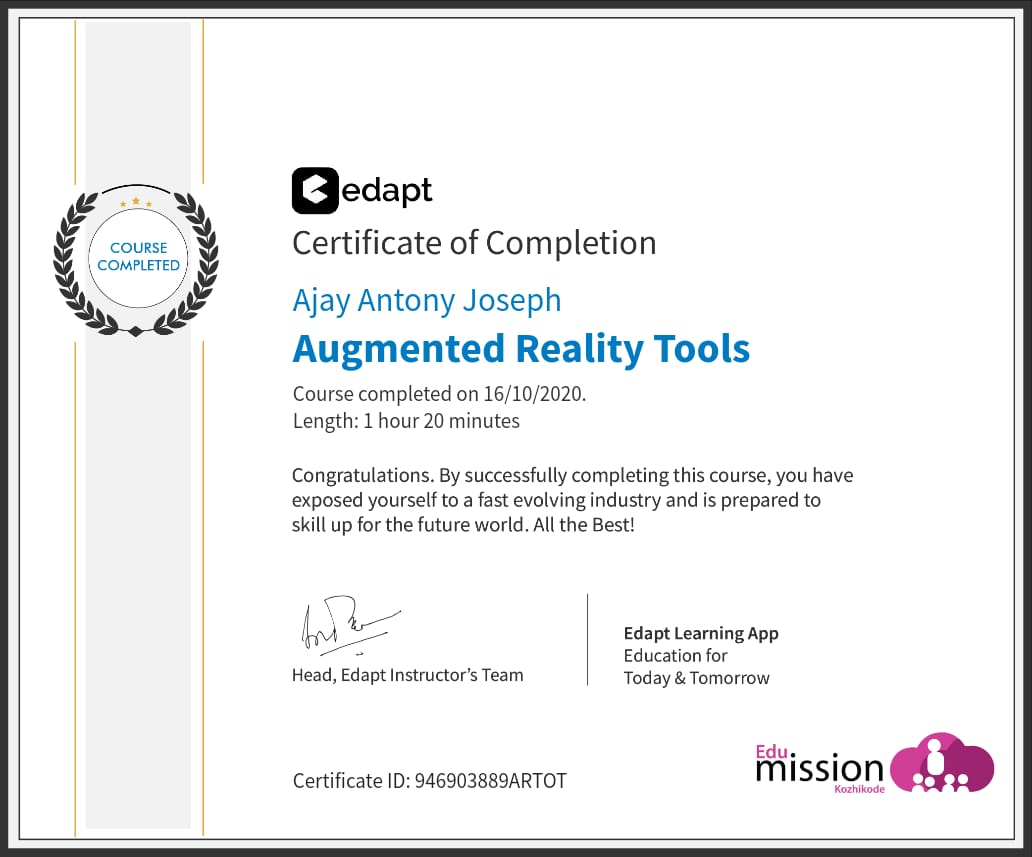 edapt
Certificate of Completion
COURSE
COMPLETED
Ajay Antony Joseph
Augmented Reality Tools
Course completed on 16/10/2020.
Length: 1 hour 20 minutes
Congratulations. By successfully completing this course, you have
exposed yourself to a fast evolving industry and is prepared to
skill up for the future world. All the Best!
Head, Edapt Instructor’s Team
Edapt Learning App
Education for
Today & Tomorrow
Certificate ID: 946903889ARTOT
Edu
mission
Kozhikode